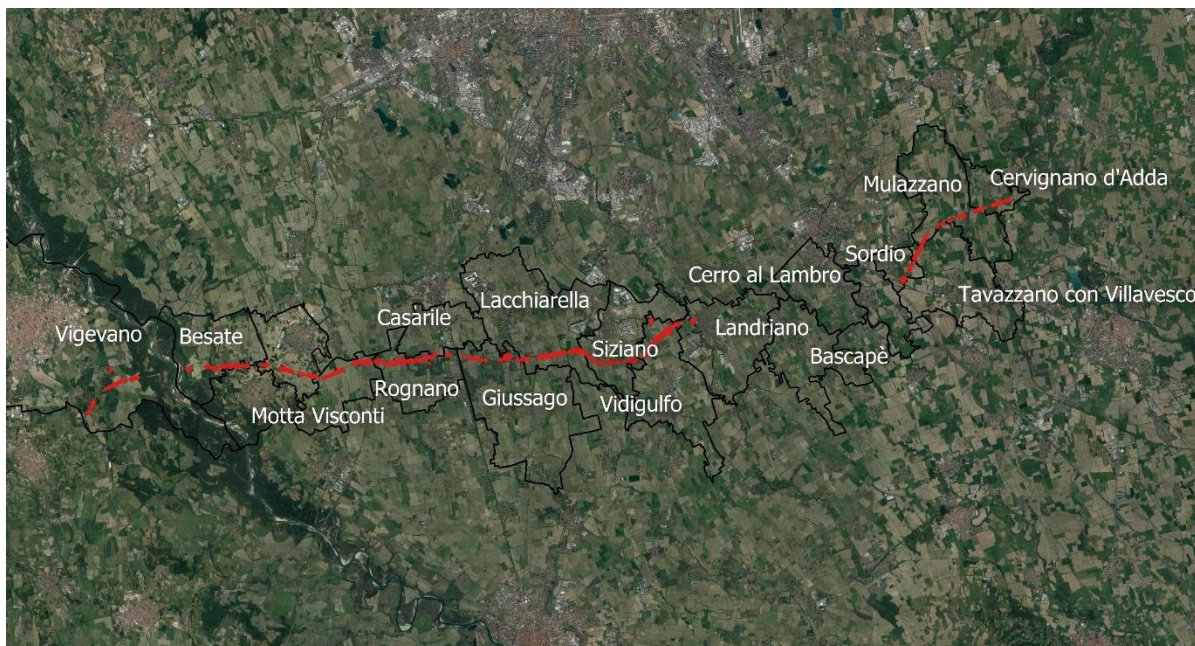 Mulazzano
Cervignano d'Adda
Sordio
Cerro al Lambro
Tavazzano con Villavesco
Lacchiarella
Casarile
Landriano
Vigevano
Besate
Siziano
Bascapè
Rognano
Giussago
Vidigulfo
Motta Visconti